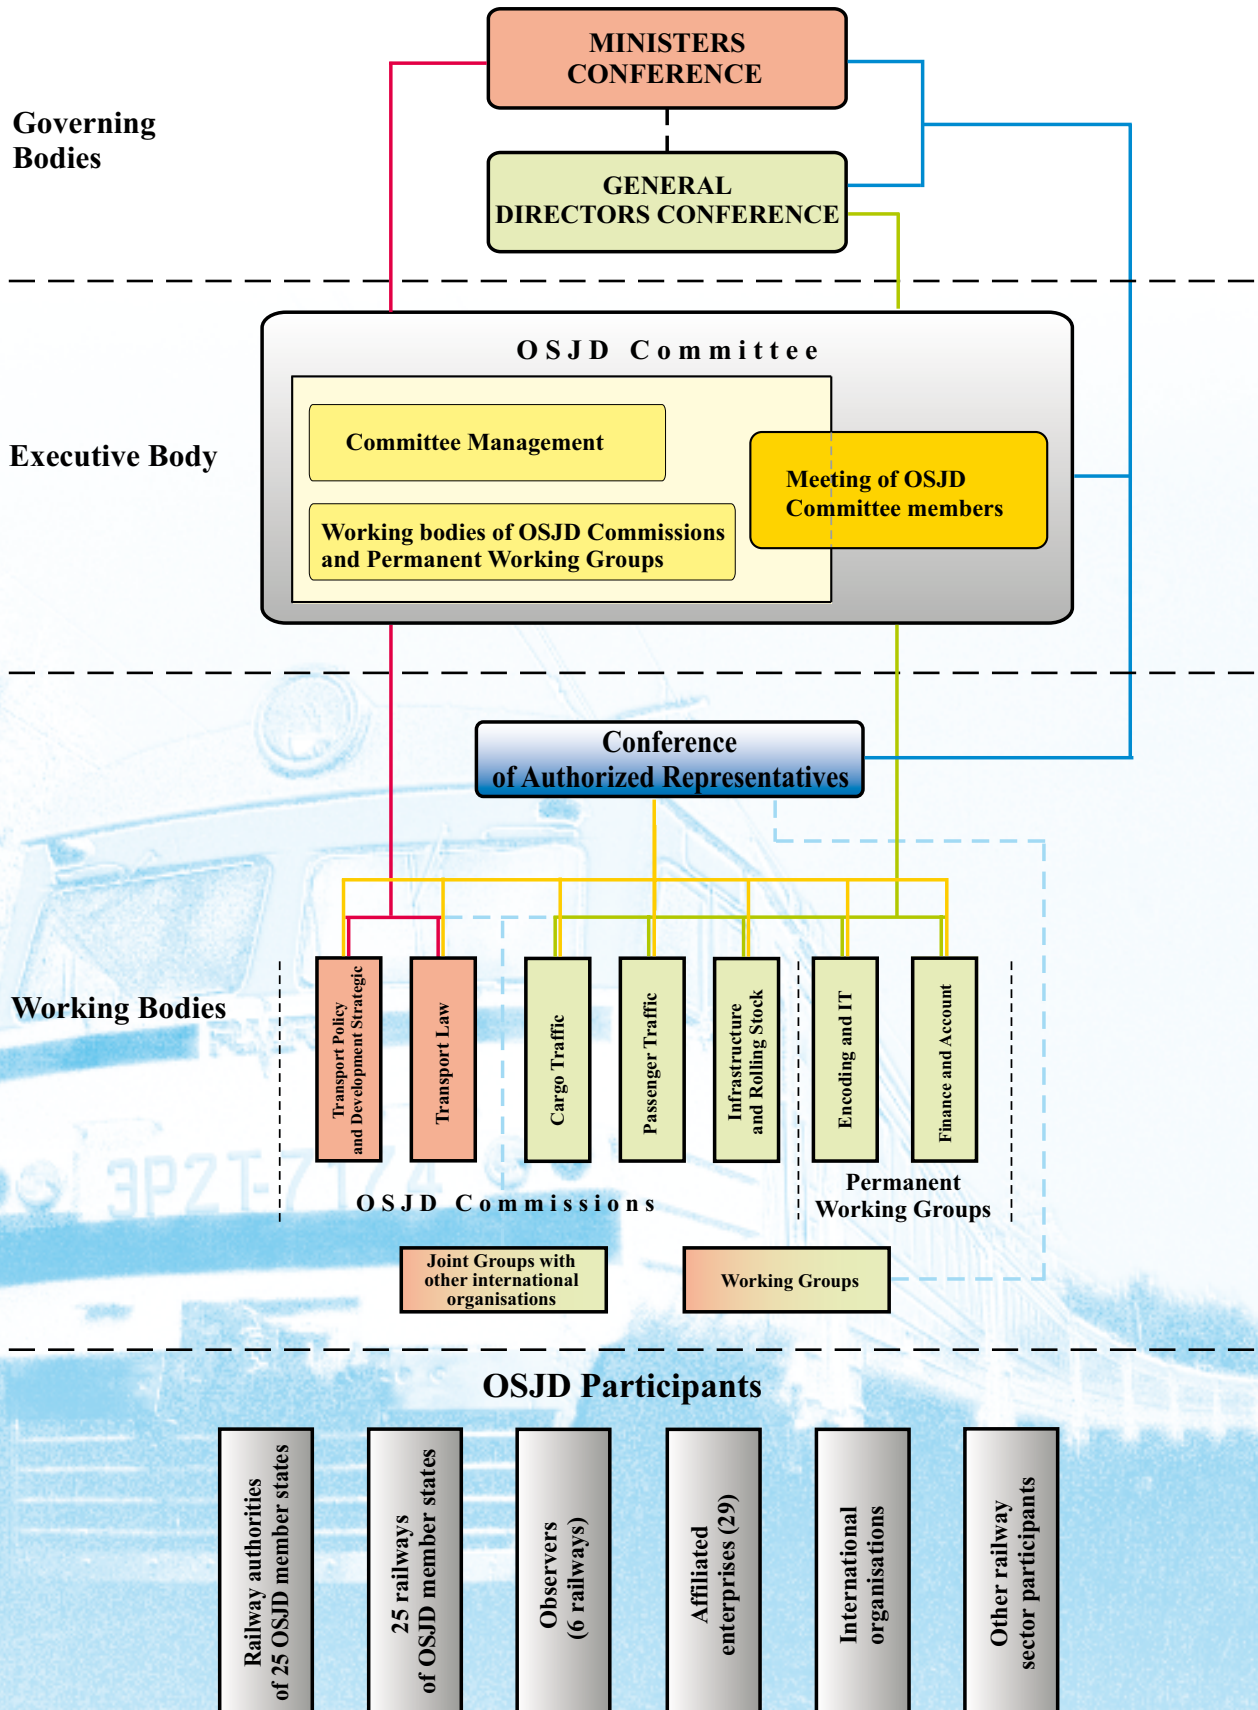 MINISTERS
CONFERENCE
Governing
Bodies
GENERAL
DIRECTORS CONFERENCE
OSJD Committee
Committee Management
Executive Body
Meeting of OSJD
Committee members
Working bodies of OSJD Commissions
and Permanent Working Groups
Conference
of Authorized Representatives
Working Bodies
Transport Policy
and Development Strategic
Transport Law
Cargo Traffic
Passenger Traffic
Infrastructure
and Rolling Stock
Encoding and IT
Finance and Account
ЭР2Т-7174
OSJD Commissions
Permanent
Working Groups
Joint Groups with
other international
organisations
Working Groups
OSJD Participants
Railway authorities
of 25 OSJD member states
25 railways
of OSJD member states
Observers
(6 railways)
Affiliated
enterprises (29)
International
organisations
Other railway
sector participants